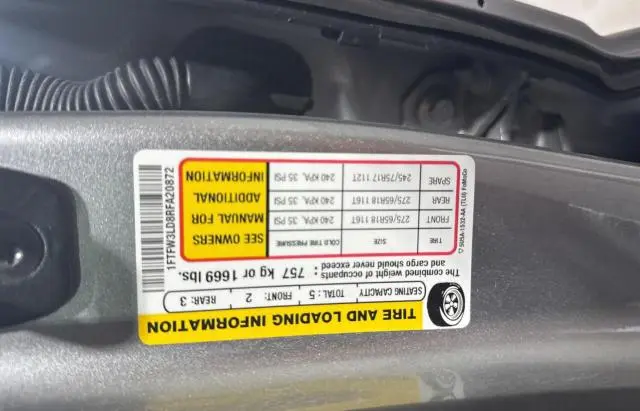 TIRE AND LOADING INFORMATION
SEATING CAPACITY TOTAL : 5 FRONT: 2 REAR: 3
The combined weight of occupants
and cargo should never exceed : 757 kg or 1669 lbs.
TIRE SIZE COLD TIRE PRESSURE SEE OWNERS
FRONT 275/65R18 116T 240 KPA, 35 PSI MANUAL FOR
REAR 275/65R18 116T 240 KPA, 35 PSI ADDITIONAL
SPARE 245/75R17 112T 240 KPA, 35 PSI INFORMATION
1FTFW3LD8RFA20872